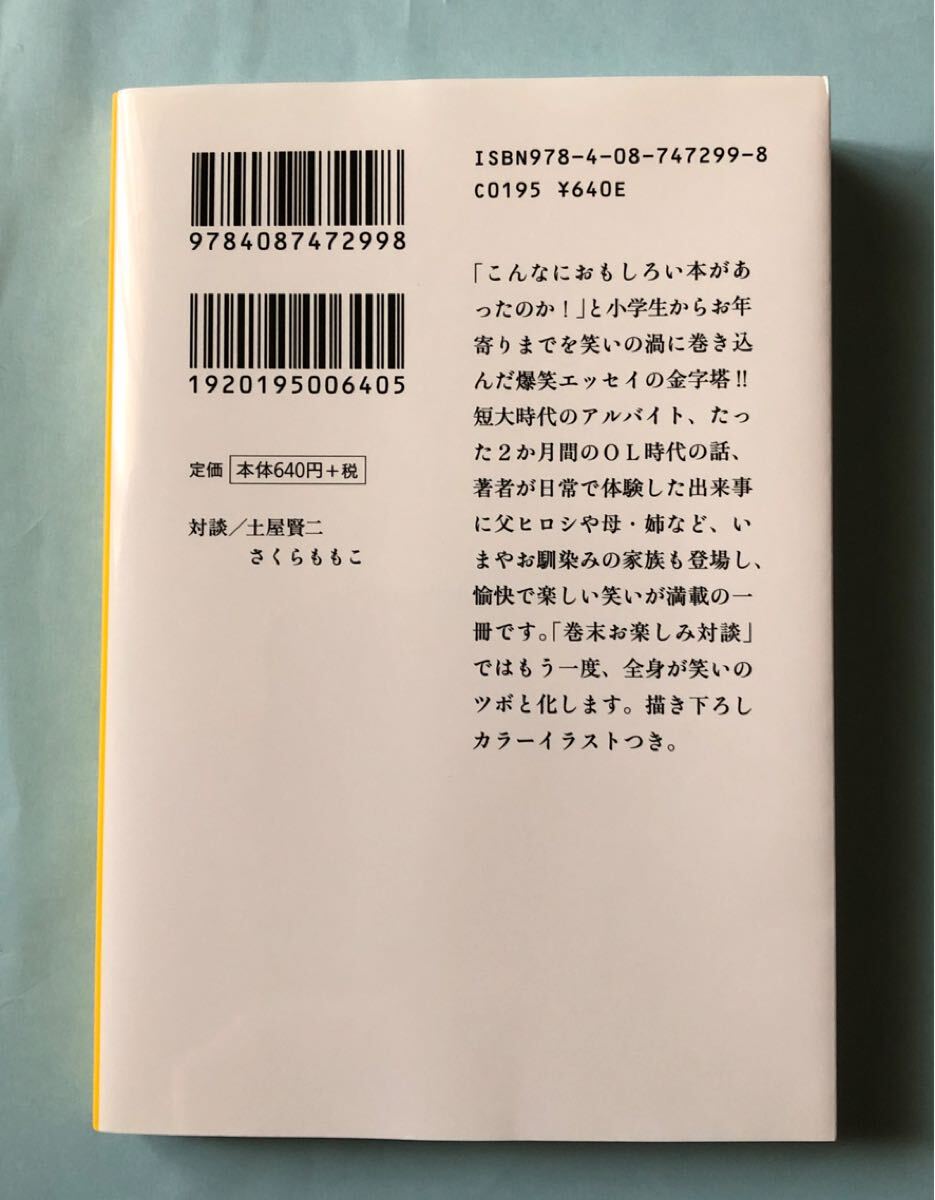 9784087472998
1920195006405
定価 本体640円+税
対談／土屋賢二
さくらももこ
ISBN978-4-08-747299-8
C0195 ¥640E
「こんなにおもしろい本があ
ったのか！」と小学生からお年
寄りまでを笑いの渦に巻き込
んだ爆笑エッセイの金字塔!!
短大時代のアルバイト、たっ
た２か月間のＯＬ時代の話、
著者が日常で体験した出来事
に父ヒロシや母・姉など、い
まやお馴染みの家族も登場し、
愉快で楽しい笑いが満載の一
冊です。「巻末お楽しみ対談」
ではもう一度、全身が笑いの
ツボと化します。描き下ろし
カラーイラストつき。